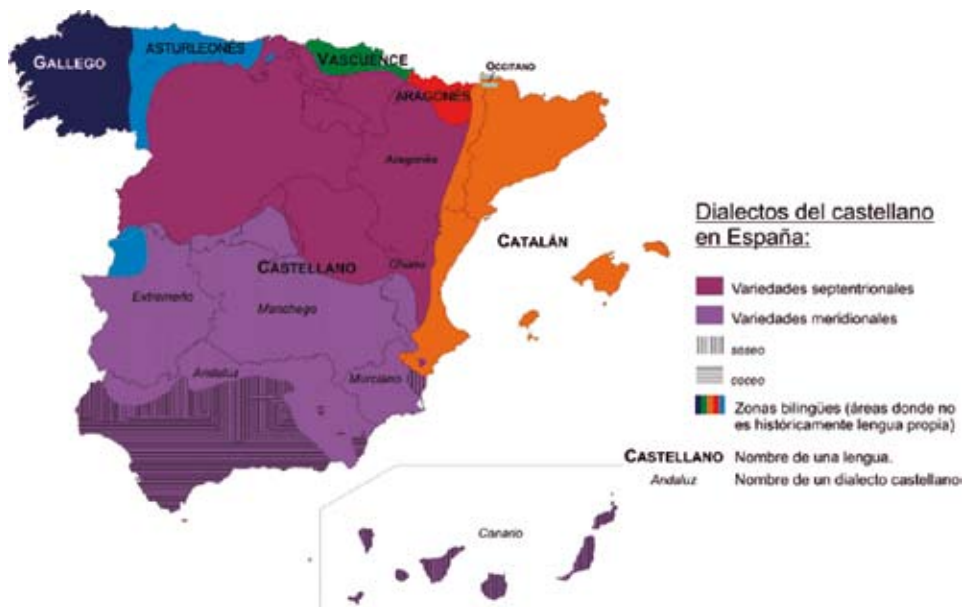 GALLEGO
ASTURLEONÉS
VASCUENCE
OCCITANO
ARAGONÉS
Aragonés
CATALÁN
Churro
CASTELLANO
Extremeño
Manchego
Andaluz
Murciano
Canario
Dialectos del castellano
en España:
Variedades septentrionales
Variedades meridionales
seseo
ceceo
Zonas bilingües (áreas donde no
es históricamente lengua propia)
CASTELLANO Nombre de una lengua.
Andaluz Nombre de un dialecto castellano